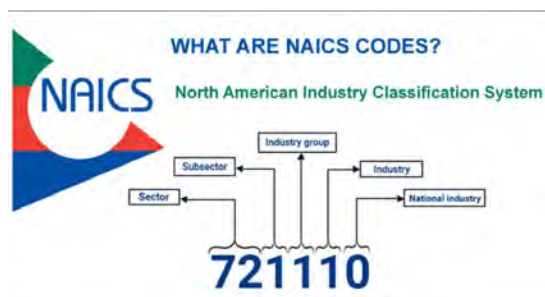 WHAT ARE NAICS CODES?
NAICS
North American Industry Classification System
Industry group
Subsector
Industry
Sector
National industry
721110